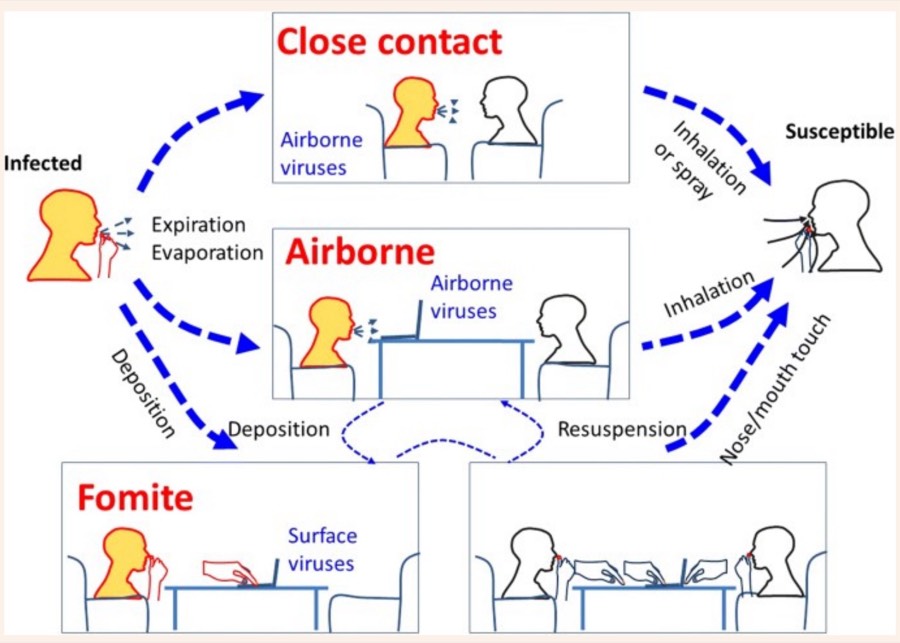 Close contact
Airborne
viruses
Infected
Susceptible
Inhalation
or spray
Expiration
Evaporation
Airborne
Airborne
viruses
Inhalation
Deposition
Deposition
Resuspension
Nose/mouth touch
Fomite
Surface
viruses